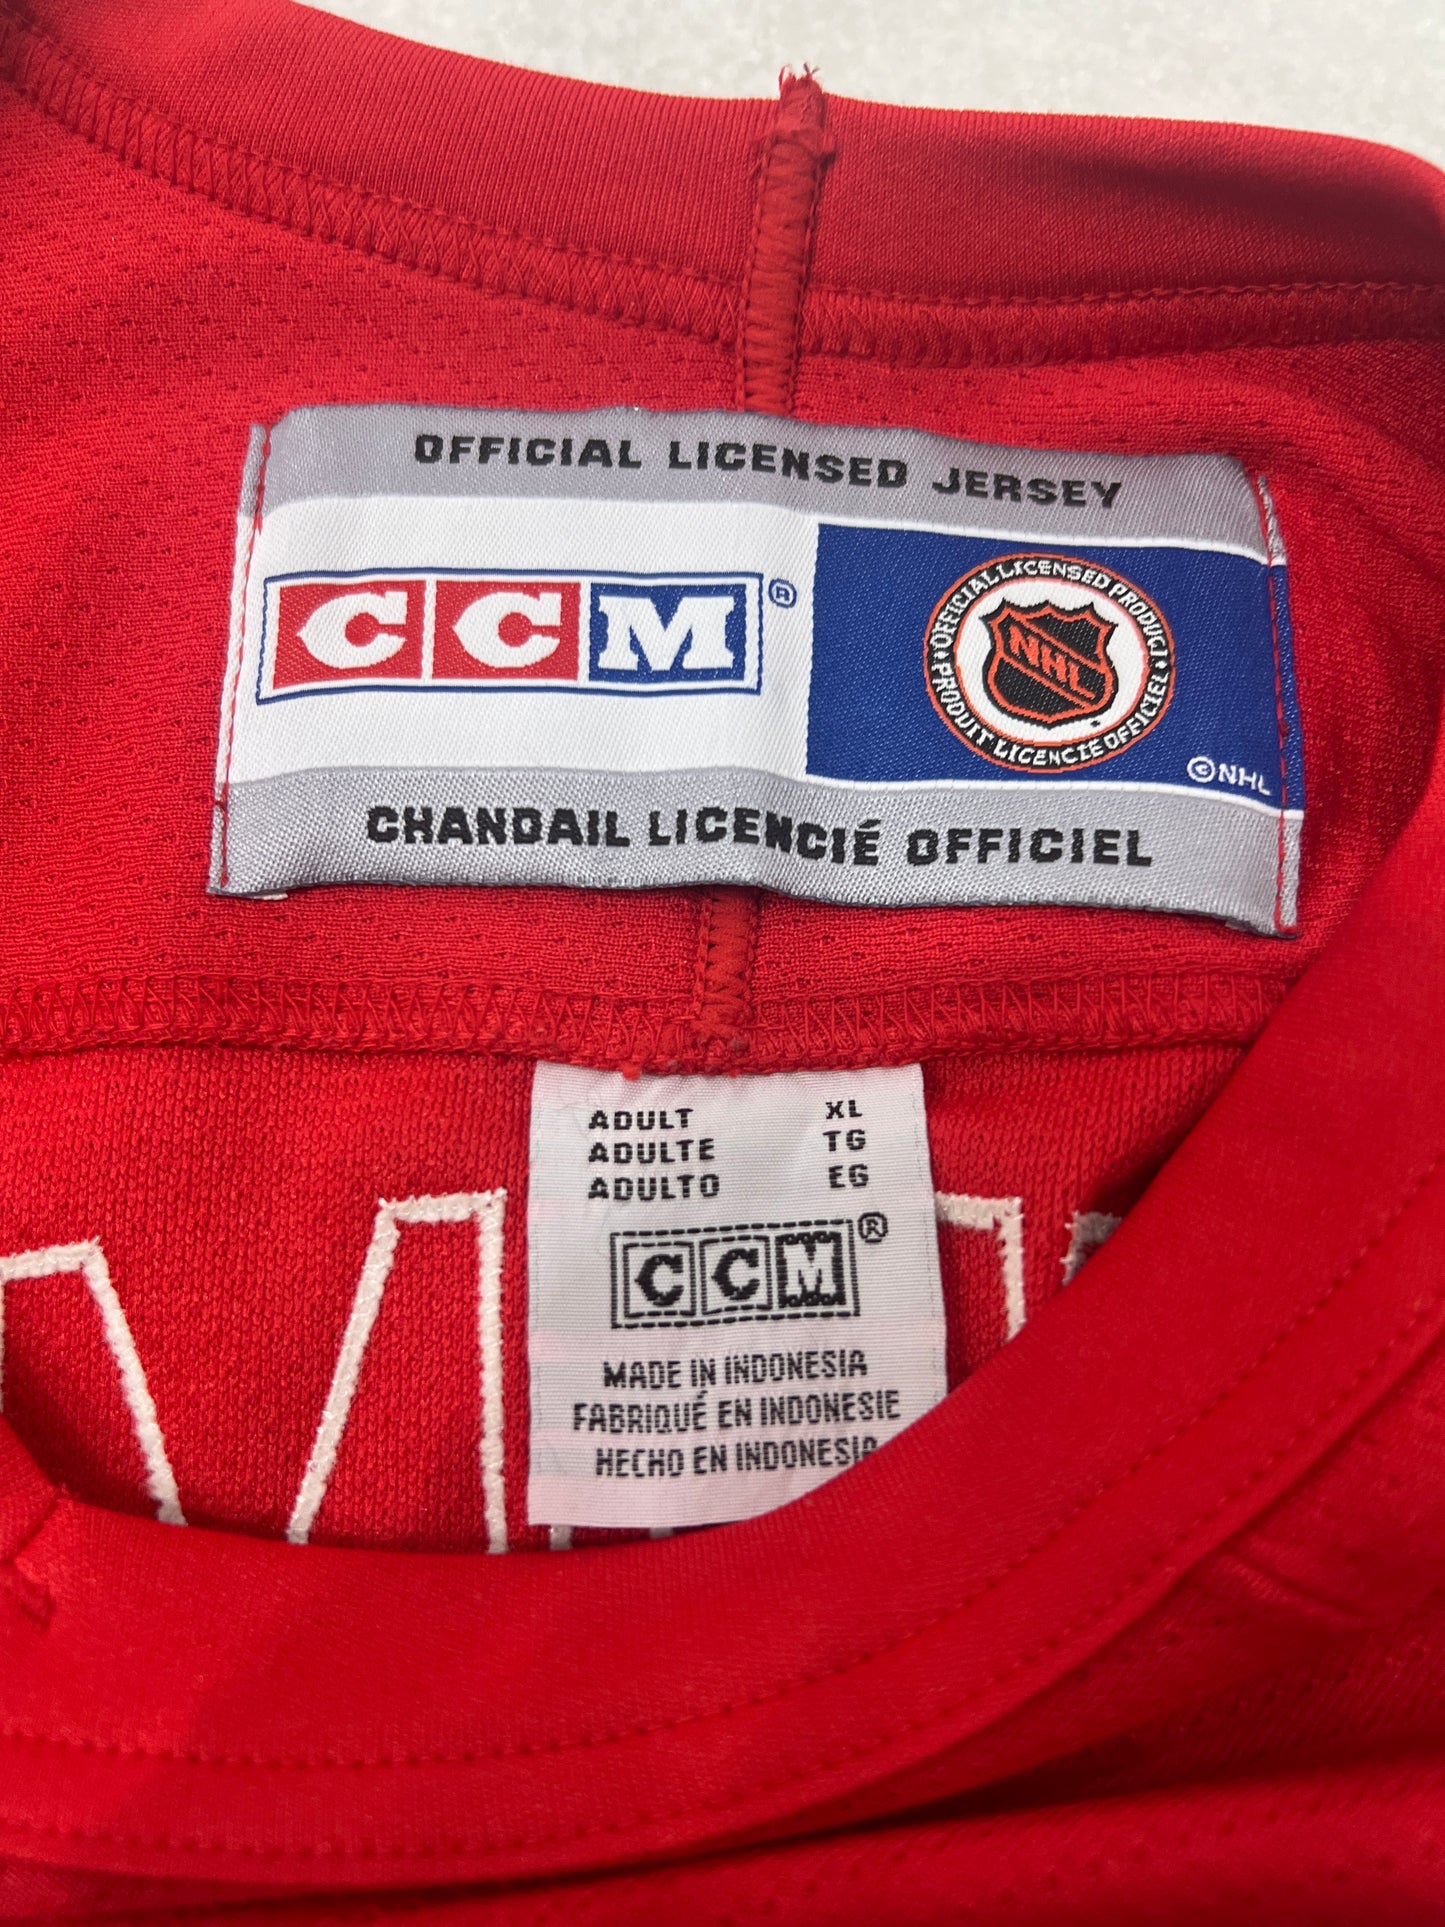 OFFICIAL LICENSED JERSEY
CCM®
OFFICIAL LICENSED PRODUCT
NHL
PRODUIT LICENCIÉ OFFICIEL
©NHL
CHANDAIL LICENCIÉ OFFICIEL
ADULT XL
ADULTE TG
ADULTO EG
CCM®
MADE IN INDONESIA
FABRIQUÉ EN INDONESIE
HECHO EN INDONESIA